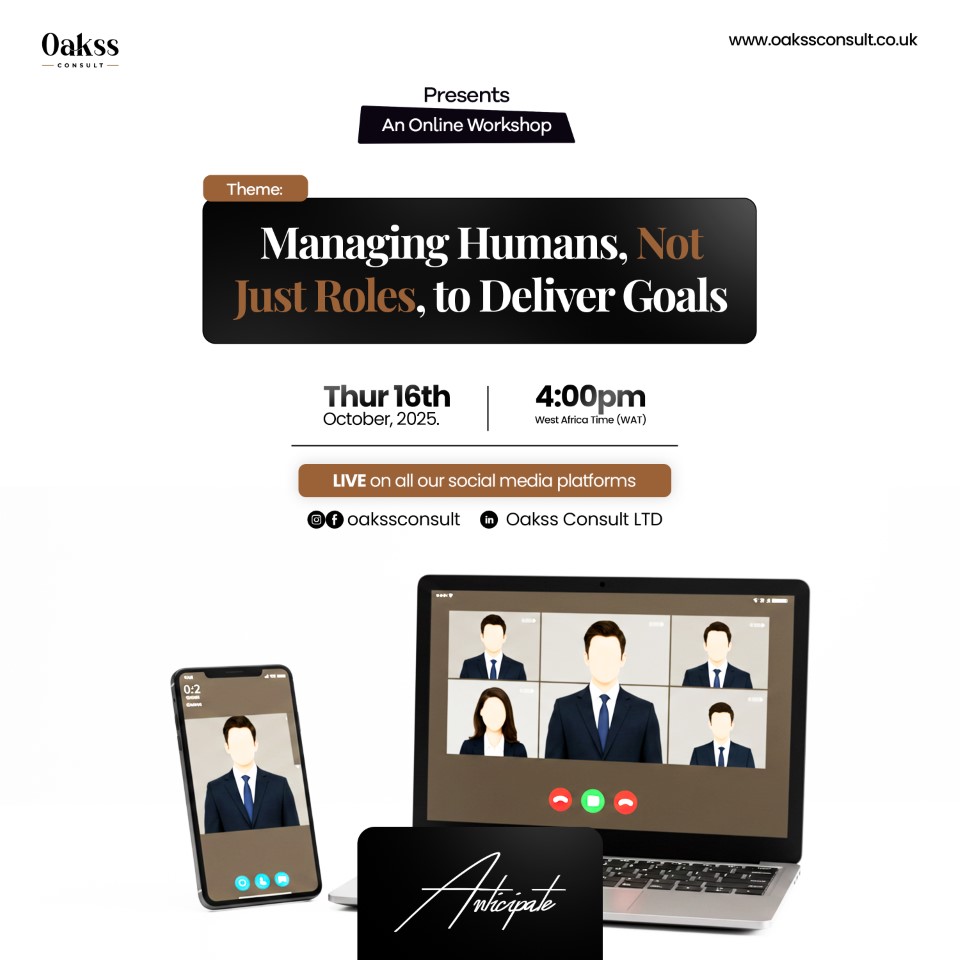 Oakss
CONSULT
www.oakssconsult.co.uk
Presents
An Online Workshop
Theme:
Managing Humans, Not
Just Roles, to Deliver Goals
Thur 16th
October, 2025.
4:00pm
West Africa Time (WAT)
LIVE on all our social media platforms
oakssconsult
in Oakss Consult LTD
0:2
Anticipate